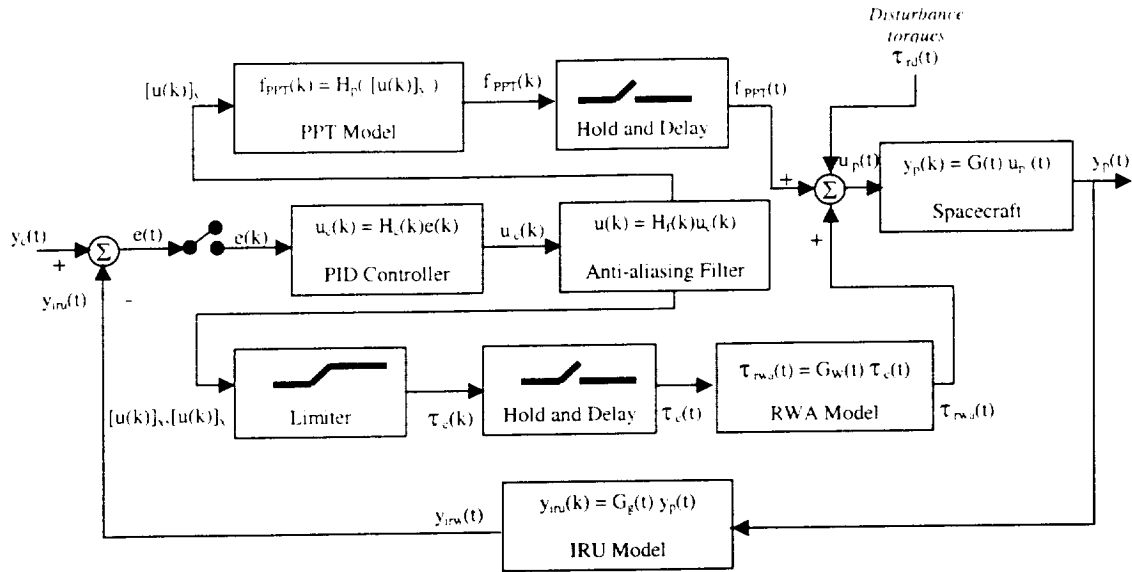 Disturbance
torques
τrd(t)
[u(k)]x
fPPT(k) = Hp( [u(k)]x )
PPT Model
fPPT(k)
Hold and Delay
fPPT(t)
up(t)
yp(k) = G(t) up (t)
Spacecraft
yp(t)
+
Σ
+
yc(t)
+
Σ
e(t)
e(k)
uc(k) = Hc(k)e(k)
PID Controller
uc(k)
u(k) = Hf(k)uc(k)
Anti-aliasing Filter
yiru(t)
-
Limiter
[u(k)]x,[u(k)]x
τc(k)
Hold and Delay
τc(t)
τrwa(t) = GW(t) τc(t)
RWA Model
τrwa(t)
yirw(t)
yiru(k) = Gg(t) yp(t)
IRU Model